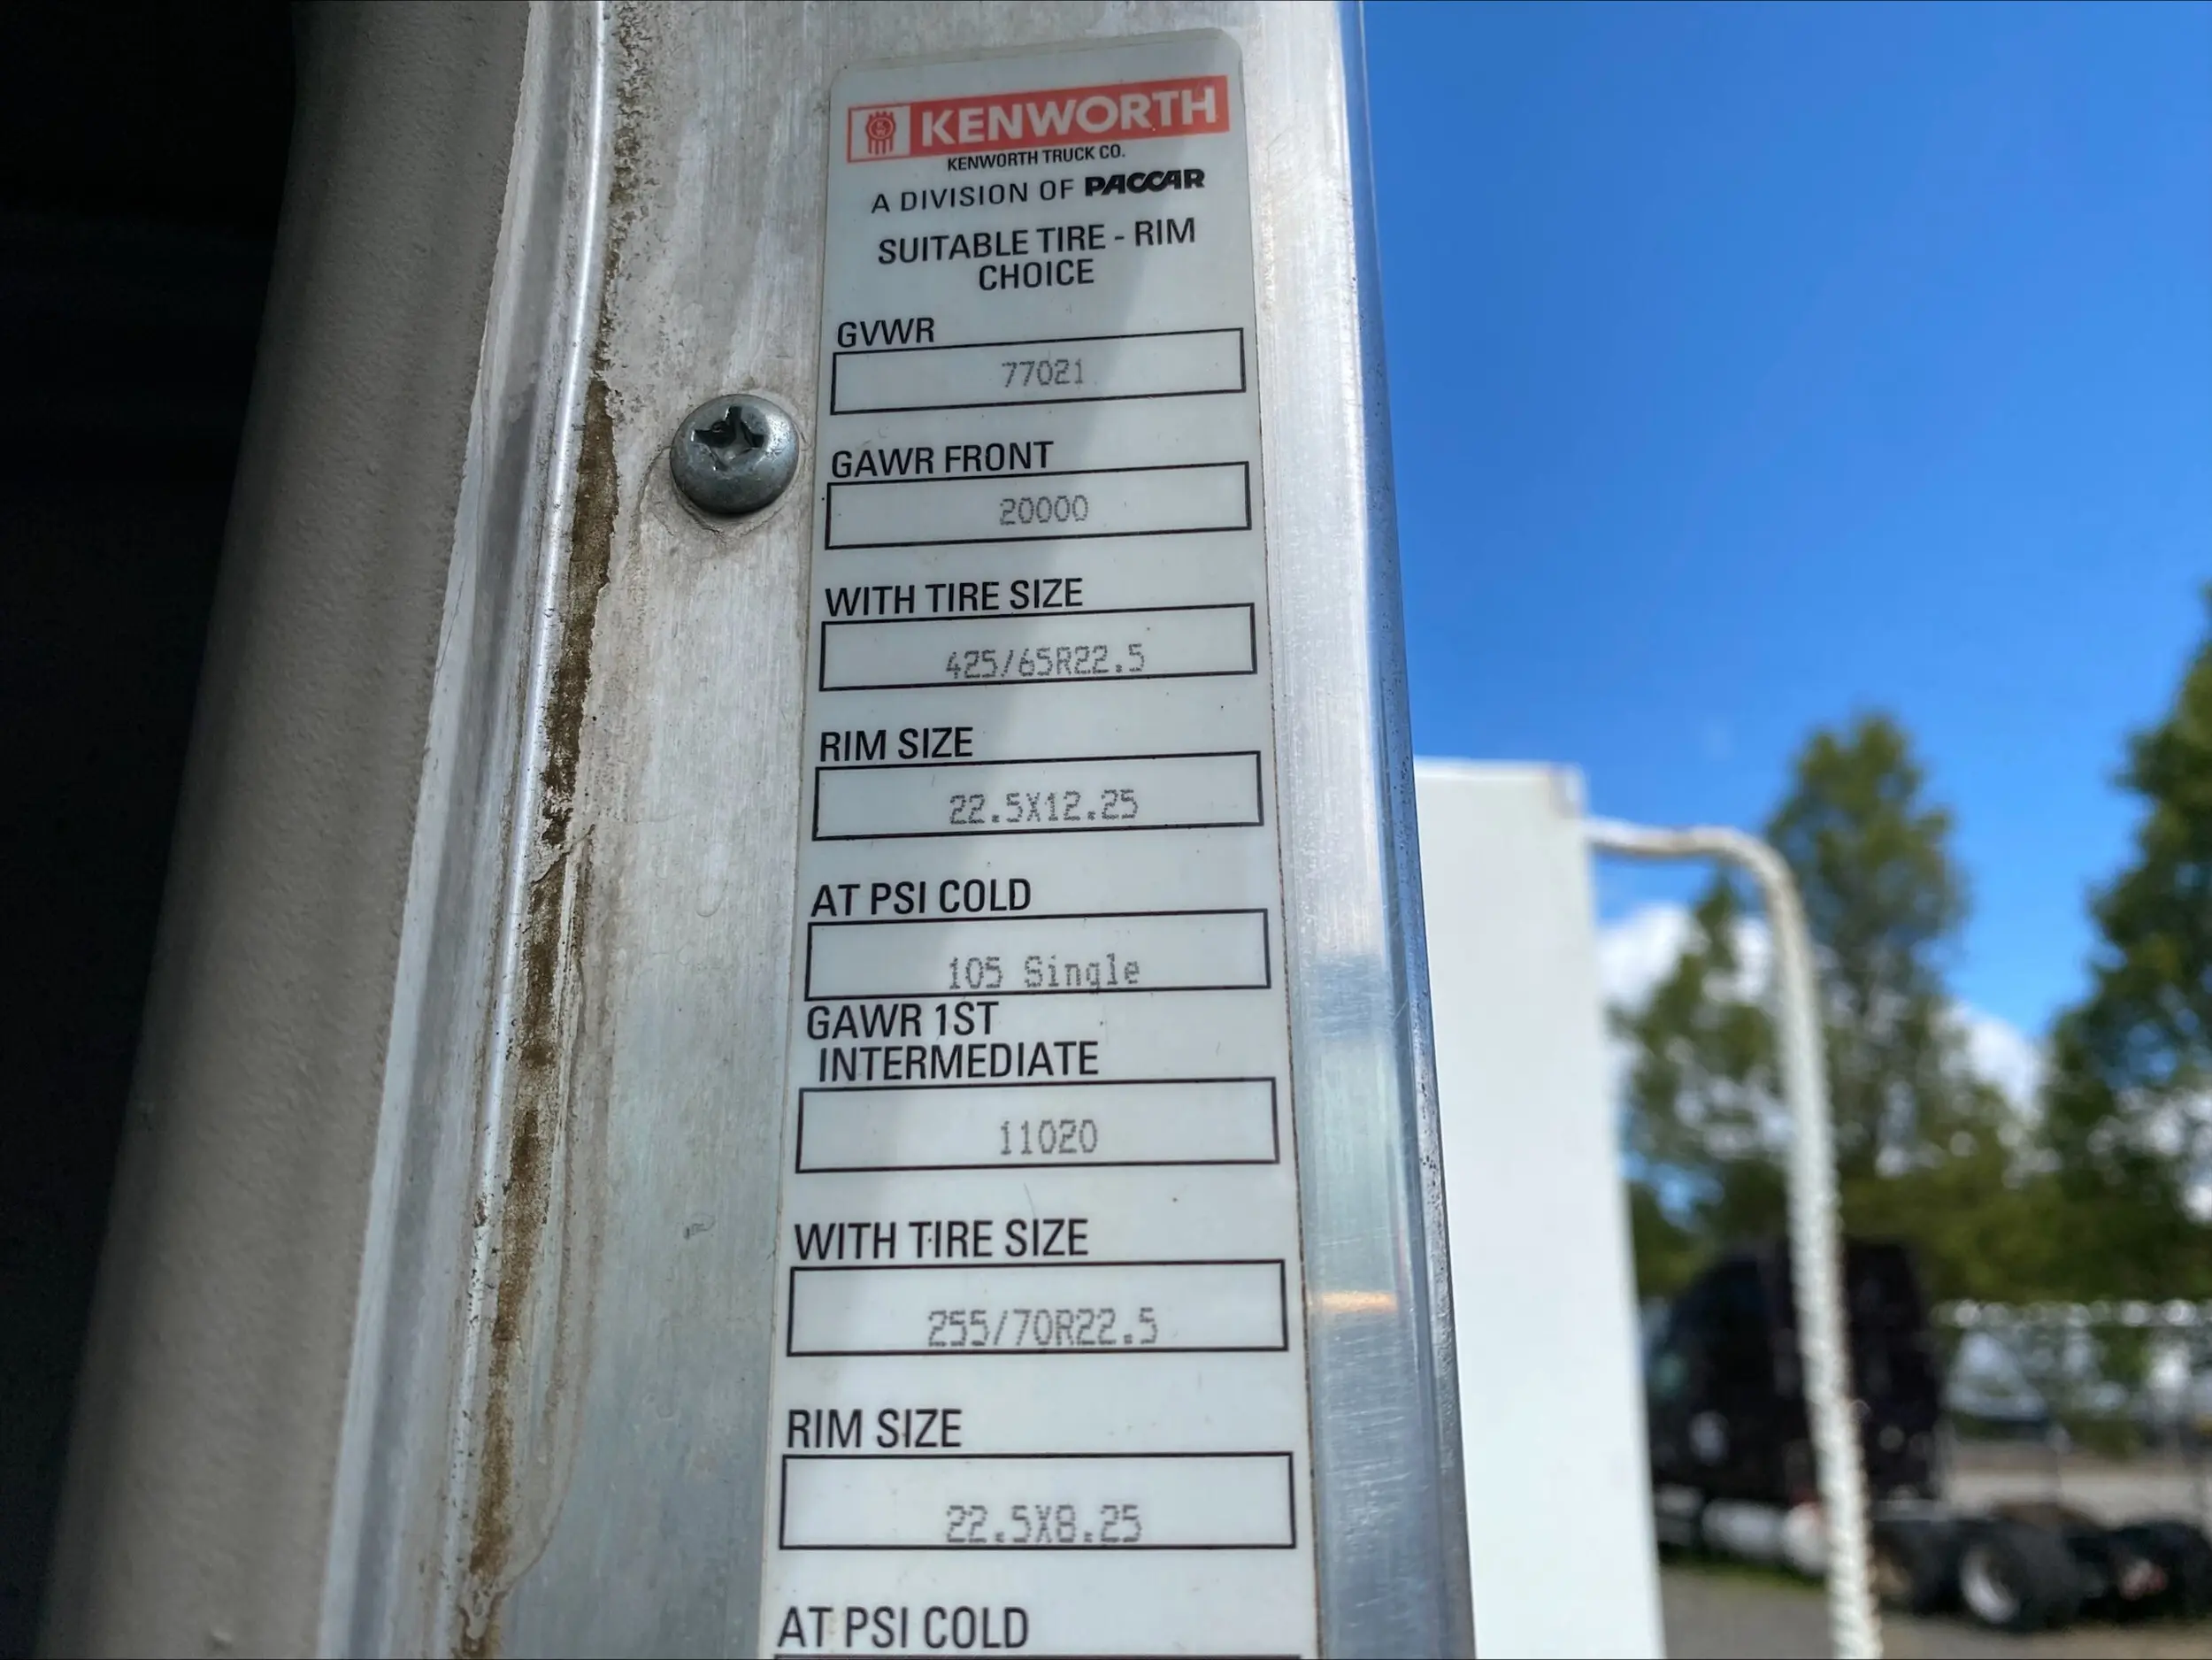 KENWORTH
KENWORTH TRUCK CO.
A DIVISION OF PACCAR
SUITABLE TIRE - RIM
CHOICE
GVWR
77021
GAWR FRONT
20000
WITH TIRE SIZE
425/65R22.5
RIM SIZE
22.5X12.25
AT PSI COLD
105 Single
GAWR 1ST
INTERMEDIATE
11020
WITH TIRE SIZE
255/70R22.5
RIM SIZE
22.5X8.25
AT PSI COLD